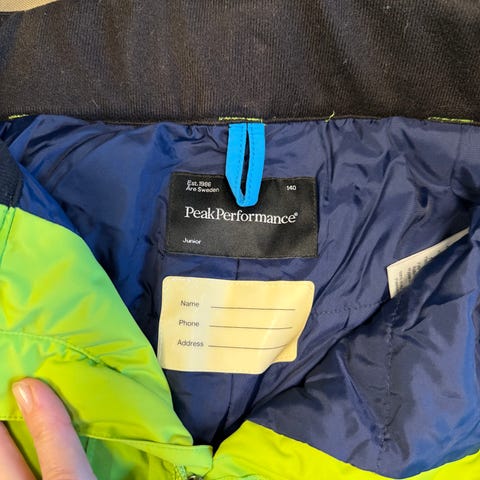 Est. 1986
Åre Sweden
140
PeakPerformance®
Junior
Name
Phone
Address